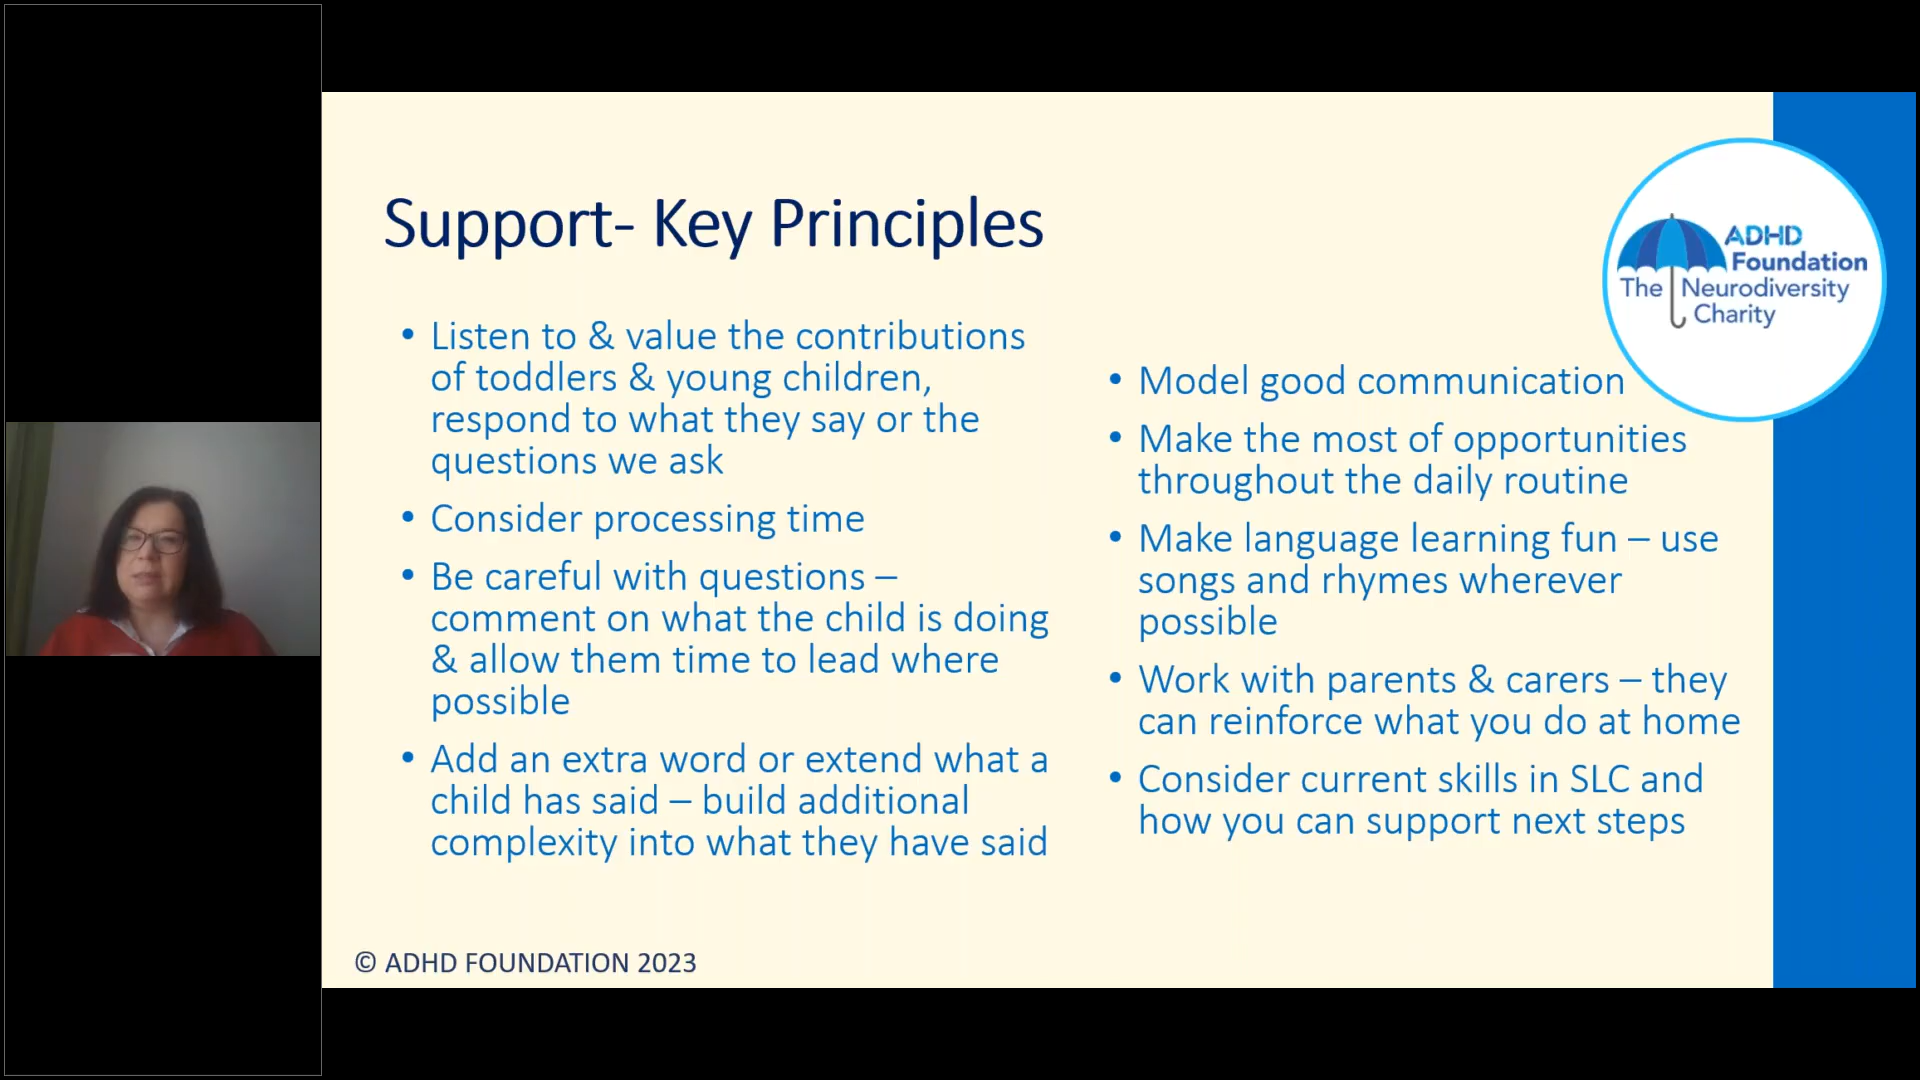 Support- Key Principles
• Listen to & value the contributions
of toddlers & young children,
respond to what they say or the
questions we ask
• Consider processing time
• Be careful with questions –
comment on what the child is doing
& allow them time to lead where
possible
• Add an extra word or extend what a
child has said – build additional
complexity into what they have said
• Model good communication
• Make the most of opportunities
throughout the daily routine
• Make language learning fun – use
songs and rhymes wherever
possible
• Work with parents & carers – they
can reinforce what you do at home
• Consider current skills in SLC and
how you can support next steps
ADHD
Foundation
The Neurodiversity
Charity
© ADHD FOUNDATION 2023